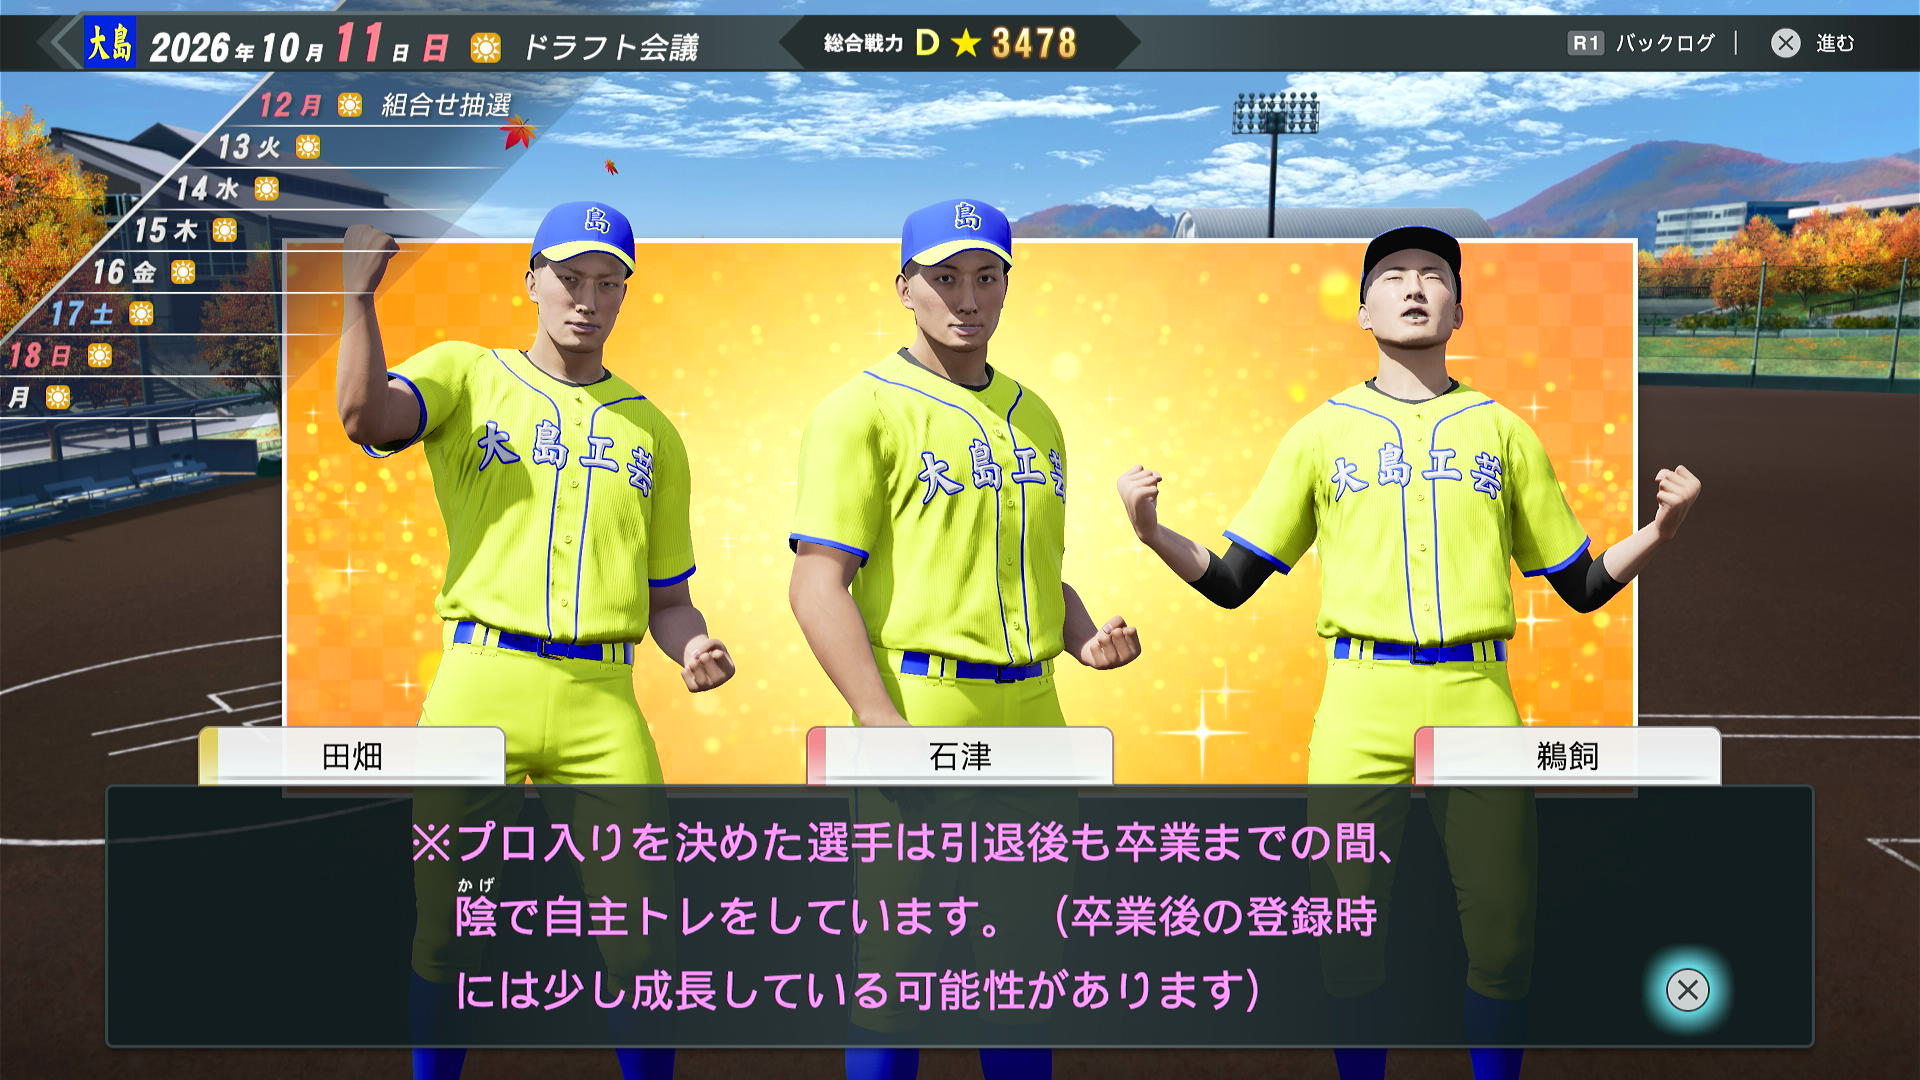 大島 2026年10月11日 日 ドラフト会議
総合戦力 D ★ 3478
R1 バックログ | 進む
12 月 組合せ抽選
13 火
14 水
15 木
16 金
17 土
18 日
月
島
島
大島工芸
大島工芸
大島工芸
田畑
石津
鵜飼
※プロ入りを決めた選手は引退後も卒業までの間、
かげ
陰で自主トレをしています。（卒業後の登録時
には少し成長している可能性があります）